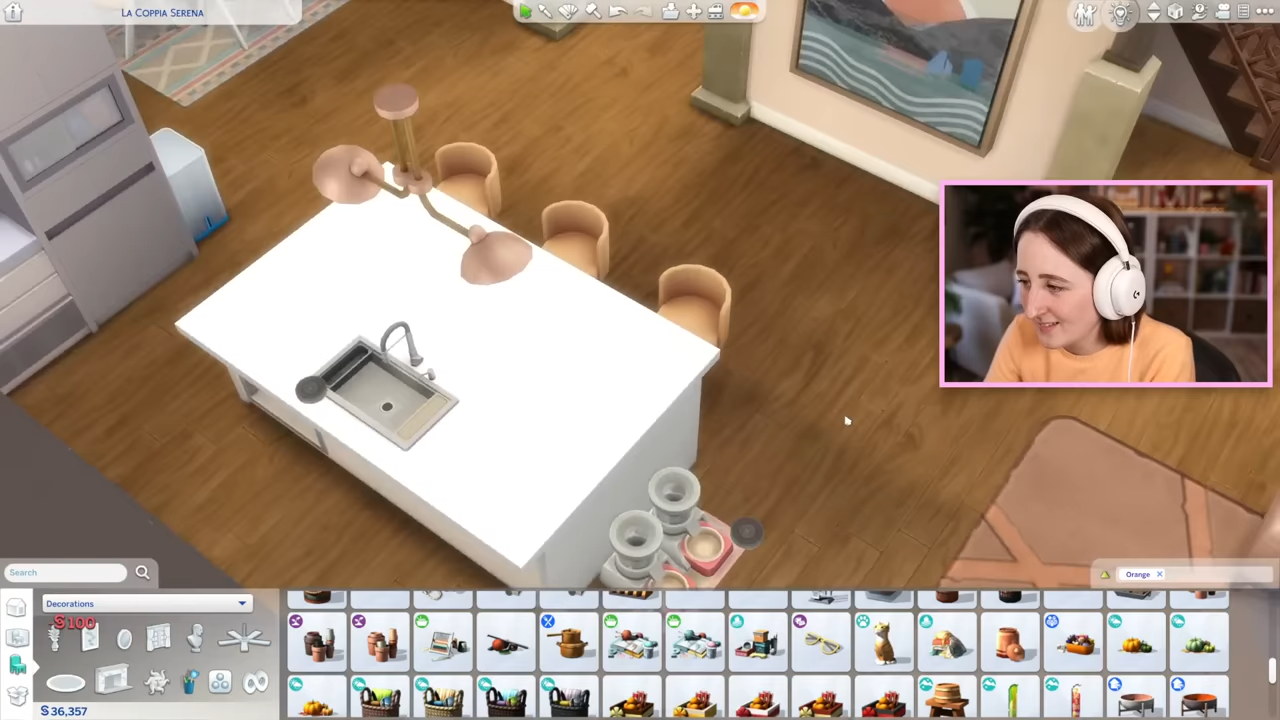 LA COPPIA SERENA
Search
Orange
Decorations
§100
§36,357